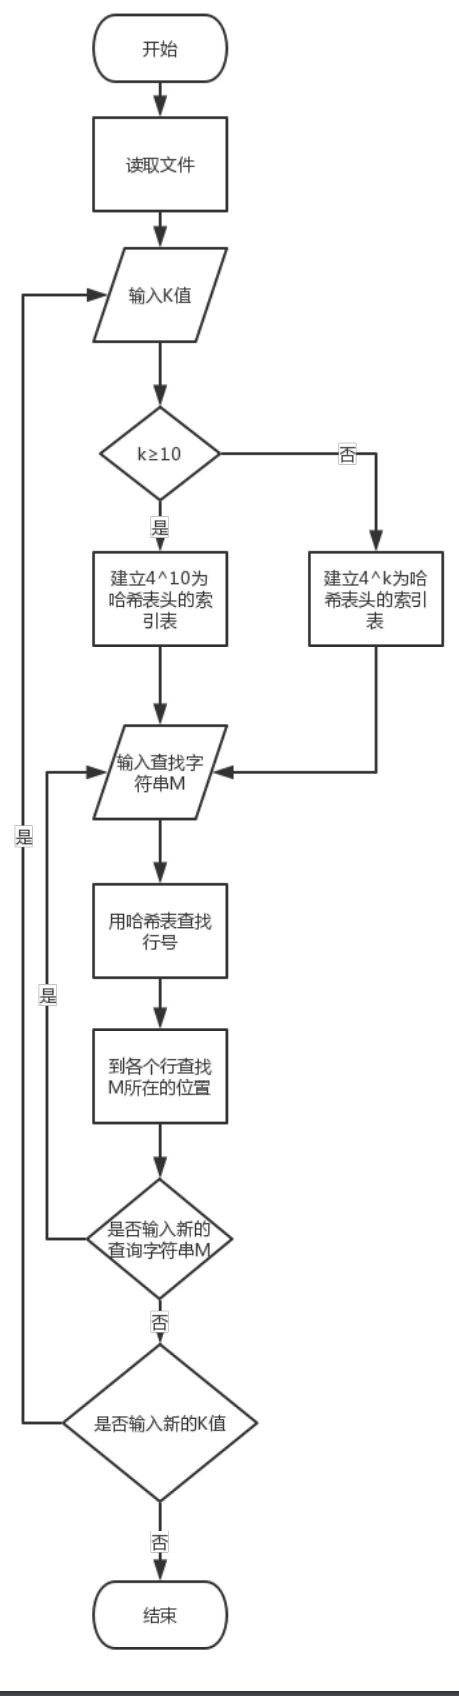 开始
读取文件
输入K值
k≥10
否
是
建立4^10为
哈希表头的索
引表
建立4^k为哈
希表头的索引
表
输入查找字
符串M
是
用哈希表查找
行号
是
到各个行查找
M所在的位置
是否输入新的
查询字符串M
否
是否输入新的K值
否
结束